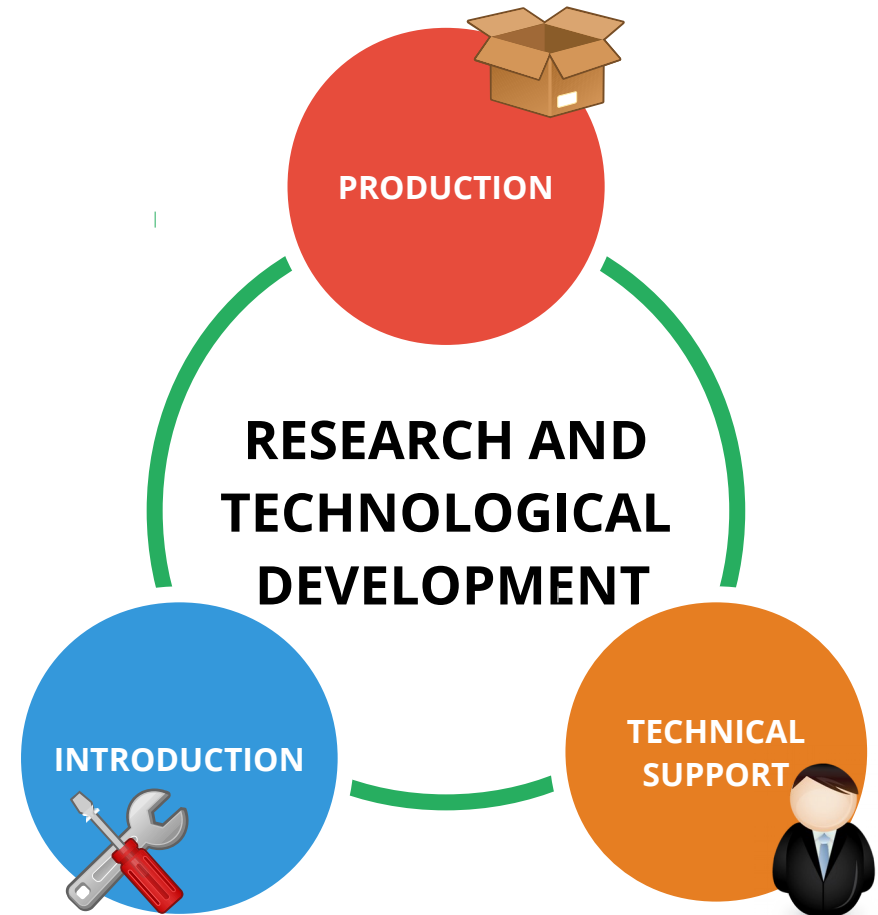 PRODUCTION
RESEARCH AND
TECHNOLOGICAL
DEVELOPMENT
INTRODUCTION
TECHNICAL
SUPPORT